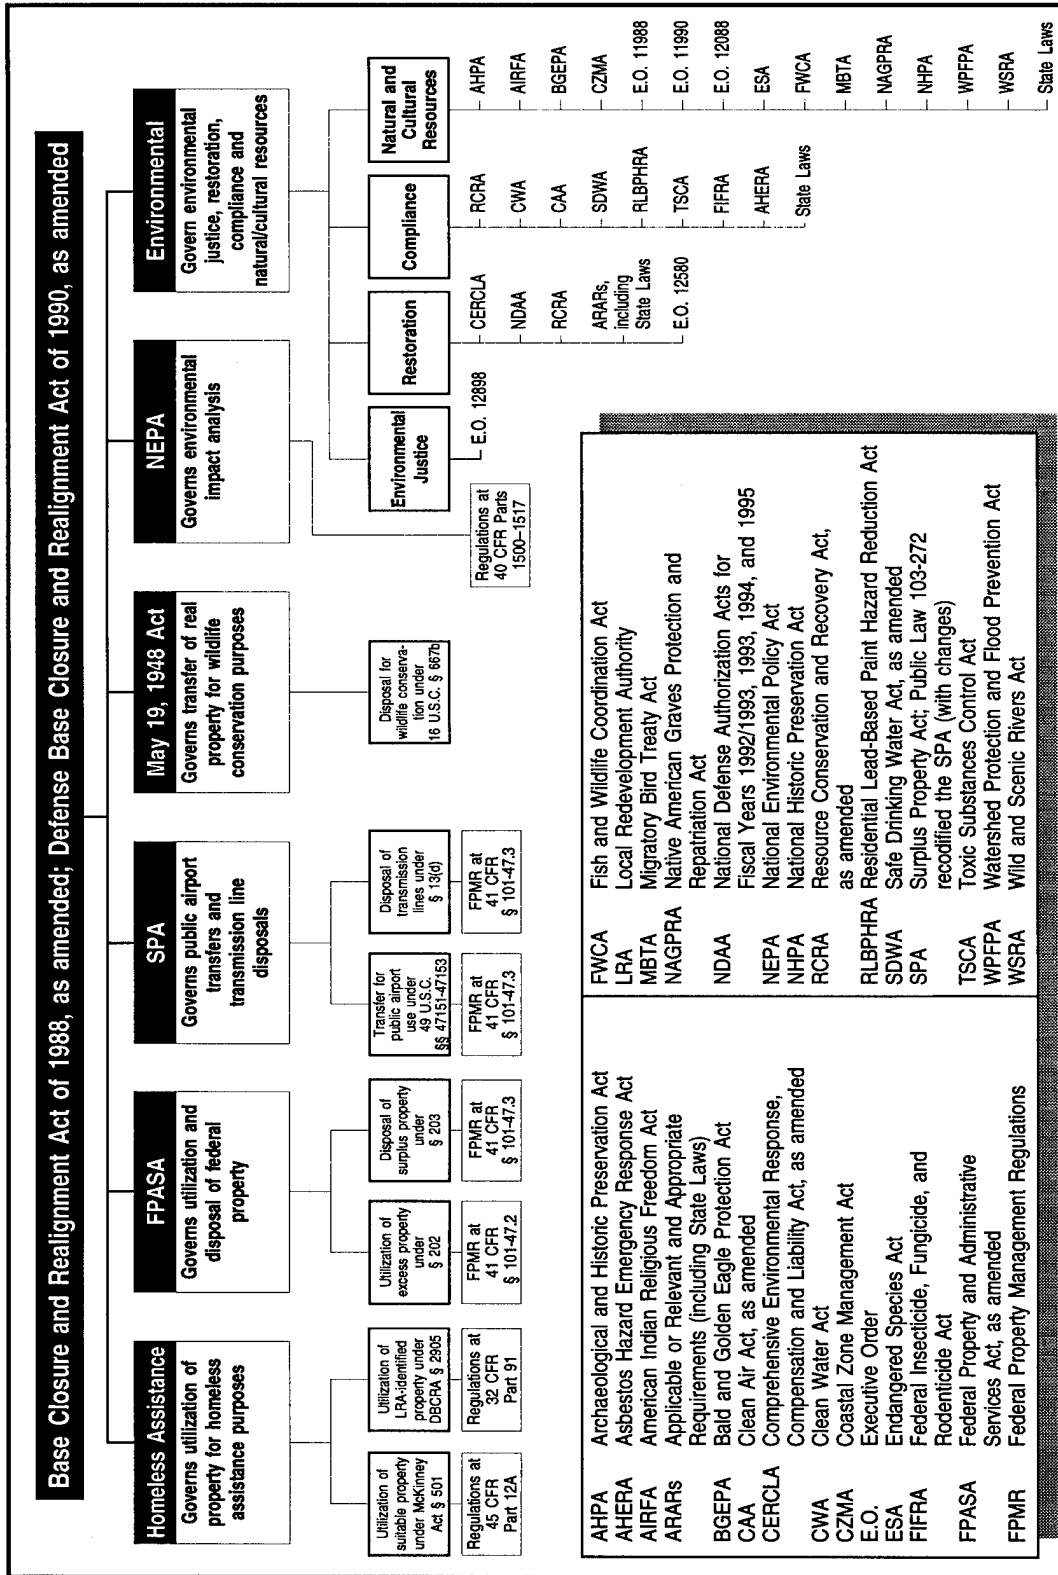 Base Closure and Realignment Act of 1988, as amended; Defense Base Closure and Realignment Act of 1990, as amended
Homeless Assistance
Governs utilization of
property for homeless
assistance purposes
Utilization of
suitable property
under McKinney
Act § 501
Regulations at
45 CFR
Part 12A
Utilization of
LRA-identified
property under
DBCRA § 2905
Regulations at
32 CFR
Part 91
FPASA
Governs utilization and
disposal of federal
property
Utilization of
excess property
under
§ 202
FPMR at
41 CFR
§ 101-47.2
Disposal of
surplus property
under
§ 203
FPMR at
41 CFR
§ 101-47.3
SPA
Governs public airport
transfers and
transmission line
disposals
Transfer for
public airport
use under
49 U.S.C.
§§ 47151-47153
FPMR at
41 CFR
§ 101-47.3
Disposal of
transmission
lines under
§ 13(d)
FPMR at
41 CFR
§ 101-47.3
May 19, 1948 Act
Governs transfer of real
property for wildlife
conservation purposes
Disposal for
wildlife conserva-
tion under
16 U.S.C. § 667b
NEPA
Governs environmental
impact analysis
Regulations at
40 CFR Parts
1500–1517
Environmental
Govern environmental
justice, restoration,
compliance and
natural/cultural resources
Environmental
Justice
E.O. 12898
Restoration
CERCLA
NDAA
RCRA
ARARs,
including
State Laws
E.O. 12580
Compliance
RCRA
CWA
CAA
SDWA
RLBPHRA
TSCA
FIFRA
AHERA
State Laws
Natural and
Cultural
Resources
AHPA
AIRFA
BGEPA
CZMA
E.O. 11988
E.O. 11990
E.O. 12088
ESA
FWCA
MBTA
NAGPRA
NHPA
WPFPA
WSRA
State Laws
AHPA Archaeological and Historic Preservation Act
AHERA Asbestos Hazard Emergency Response Act
AIRFA American Indian Religious Freedom Act
ARARs Applicable or Relevant and Appropriate
Requirements (including State Laws)
BGEPA Bald and Golden Eagle Protection Act
CAA Clean Air Act, as amended
CERCLA Comprehensive Environmental Response,
Compensation and Liability Act, as amended
CWA Clean Water Act
CZMA Coastal Zone Management Act
E.O. Executive Order
ESA Endangered Species Act
FIFRA Federal Insecticide, Fungicide, and
Rodenticide Act
FPASA Federal Property and Administrative
Services Act, as amended
FPMR Federal Property Management Regulations
FWCA Fish and Wildlife Coordination Act
LRA Local Redevelopment Authority
MBTA Migratory Bird Treaty Act
NAGPRA Native American Graves Protection and
Repatriation Act
NDAA National Defense Authorization Acts for
Fiscal Years 1992/1993, 1993, 1994, and 1995
NEPA National Environmental Policy Act
NHPA National Historic Preservation Act
RCRA Resource Conservation and Recovery Act,
as amended
RLBPHRA Residential Lead-Based Paint Hazard Reduction Act
SDWA Safe Drinking Water Act, as amended
SPA Surplus Property Act; Public Law 103-272
recodified the SPA (with changes)
TSCA Toxic Substances Control Act
WPFPA Watershed Protection and Flood Prevention Act
WSRA Wild and Scenic Rivers Act